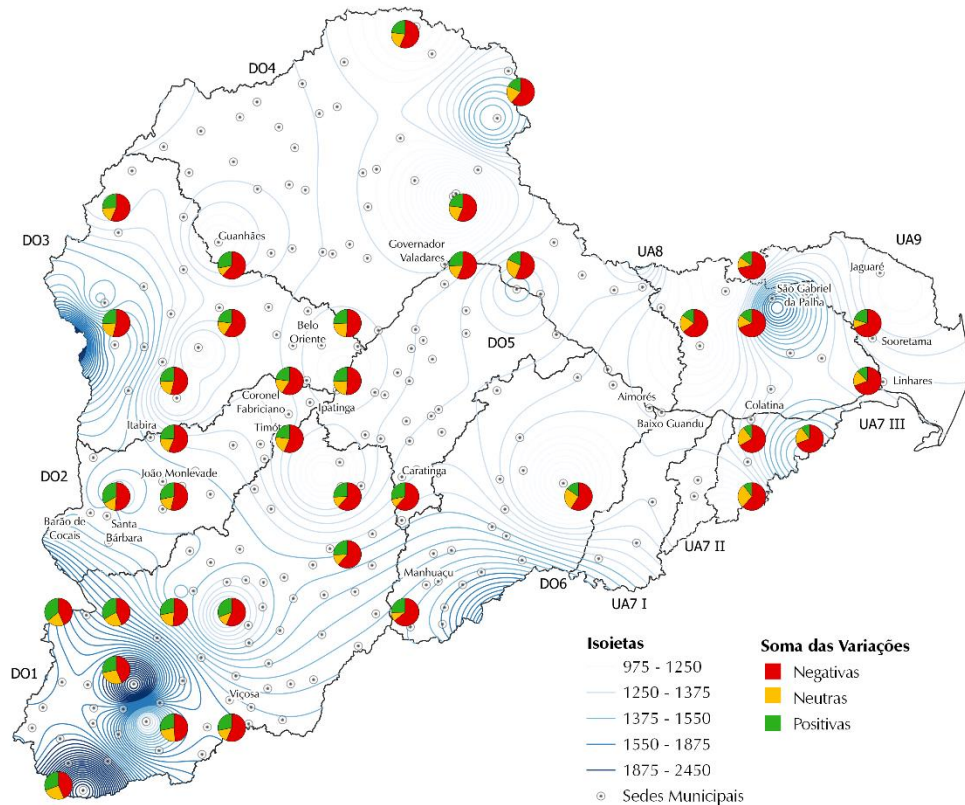 DO4
DO3
Guanhães
Governador
Valadares
UA8
UA9
Jaguaré
São Gabriel
da Palha
Sooretama
Belo
Oriente
DO5
Linhares
Coronel
Fabriciano
Ipatinga
Aimorés
Colatina
Baixo Guandu
UA7 III
Itabira
Timót
DO2
João Monlevade
Caratinga
Barão de
Cocais
Santa
Bárbara
UA7 II
Manhuaçu
DO6
UA7 I
DO1
Viçosa
Isoietas
975 - 1250
1250 - 1375
1375 - 1550
1550 - 1875
1875 - 2450
Sedes Municipais
Soma das Variações
Negativas
Neutras
Positivas